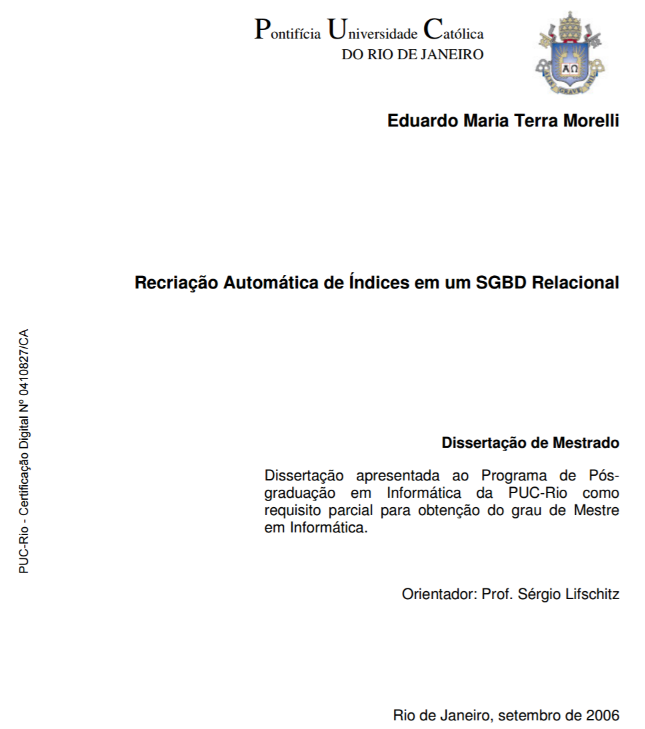 Pontifícia Universidade Católica
DO RIO DE JANEIRO
Eduardo Maria Terra Morelli
Recriação Automática de Índices em um SGBD Relacional
PUC-Rio - Certificação Digital Nº 0410827/CA
Dissertação de Mestrado
Dissertação apresentada ao Programa de Pós-
graduação em Informática da PUC-Rio como
requisito parcial para obtenção do grau de Mestre
em Informática.
Orientador: Prof. Sérgio Lifschitz
Rio de Janeiro, setembro de 2006